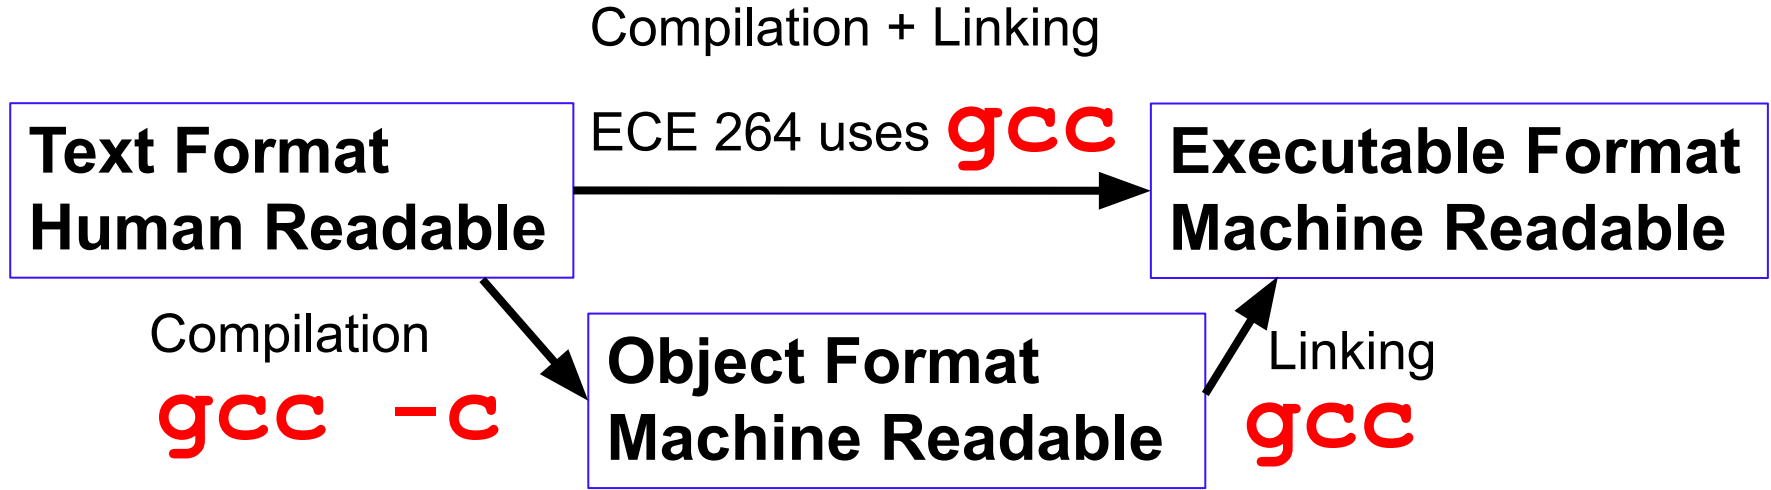 Compilation + Linking
ECE 264 uses gcc
Text Format
Human Readable
Executable Format
Machine Readable
Compilation
gcc -c
Object Format
Machine Readable
Linking
gcc